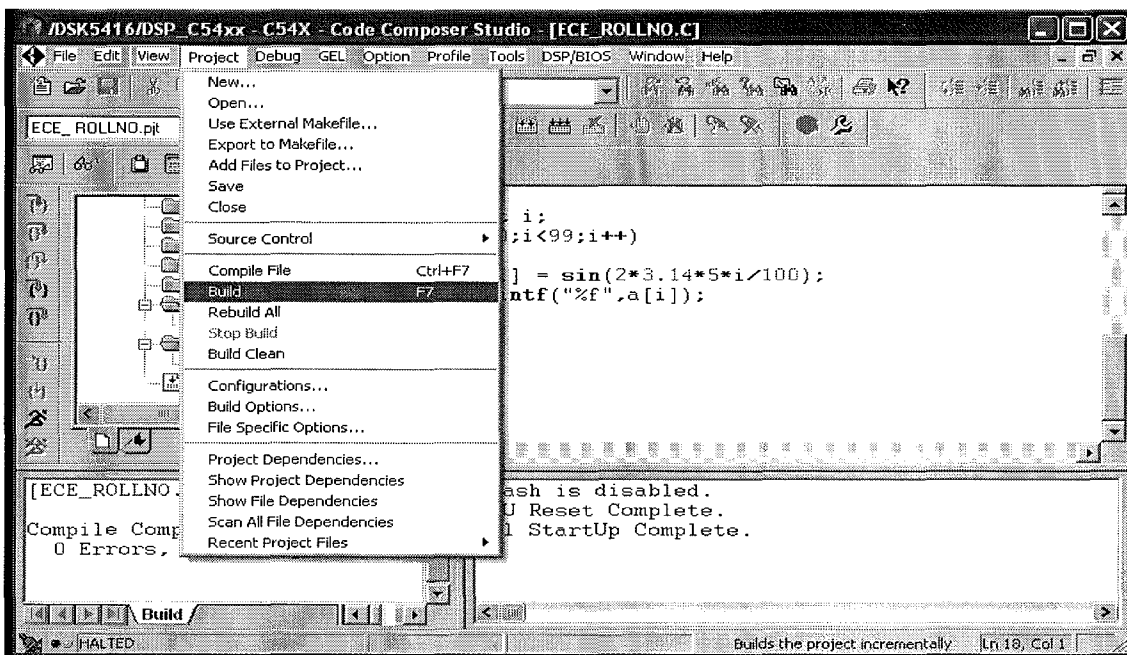 /DSK5416/DSP_C54xx - C54X - Code Composer Studio - [ECE_ROLLNO.C]
File Edit View Project Debug GEL Option Profile Tools DSP/BIOS Window Help
ECE_ ROLLNO.pjt
New...
Open...
Use External Makefile...
Export to Makefile...
Add Files to Project...
Save
Close
Source Control
Compile File Ctrl+F7
Build F7
Rebuild All
Stop Build
Build Clean
Configurations...
Build Options...
File Specific Options...
Project Dependencies...
Show Project Dependencies
Show File Dependencies
Scan All File Dependencies
Recent Project Files
i;
;i<99;i++)
] = sin(2*3.14*5*i/100);
ntf("%f",a[i]);
[ECE_ROLLNO.
Compile Comp
0 Errors,
Build
ash is disabled.
U Reset Complete.
l StartUp Complete.
HALTED
Builds the project incrementally
Ln 18, Col 1